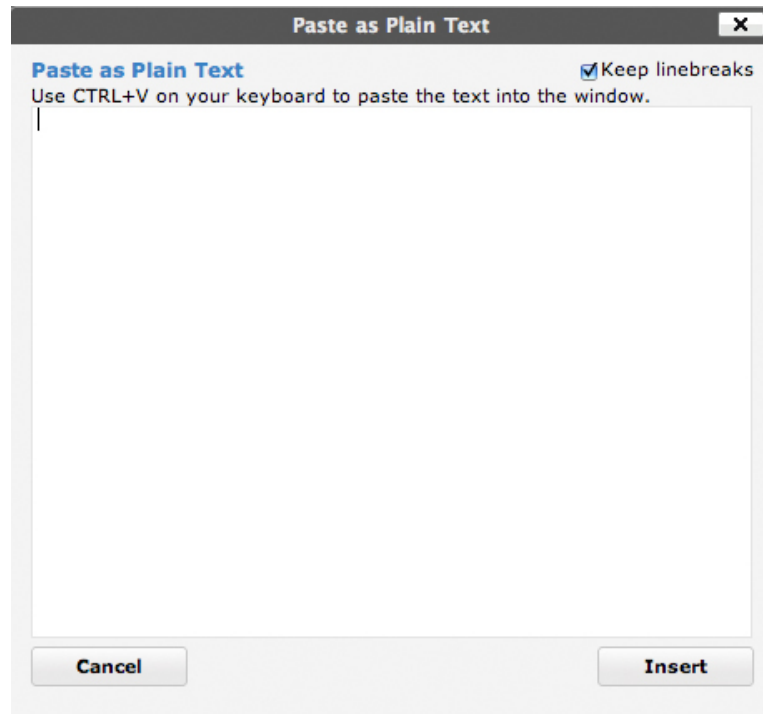 Paste as Plain Text
Paste as Plain Text
Keep linebreaks
Use CTRL+V on your keyboard to paste the text into the window.
Cancel
Insert